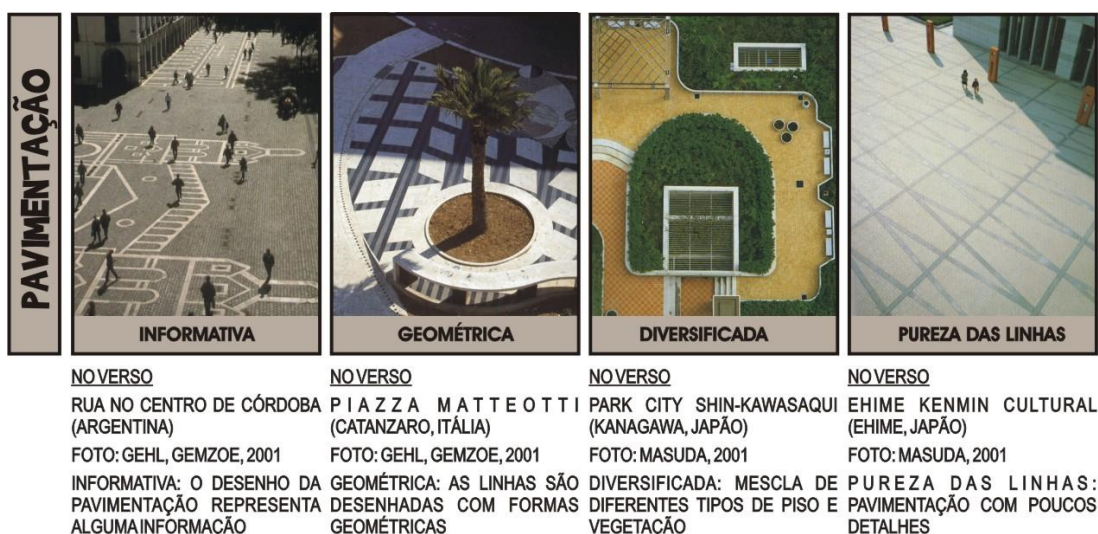 PAVIMENTAÇÃO
INFORMATIVA
NO VERSO
RUA NO CENTRO DE CÓRDOBA
(ARGENTINA)
FOTO: GEHL, GEMZOE, 2001
INFORMATIVA: O DESENHO DA
PAVIMENTAÇÃO REPRESENTA
ALGUMA INFORMAÇÃO
GEOMÉTRICA
NO VERSO
PIAZZA MATTEOTTI
(CATANZARO, ITÁLIA)
FOTO: GEHL, GEMZOE, 2001
GEOMÉTRICA: AS LINHAS SÃO
DESENHADAS COM FORMAS
GEOMÉTRICAS
DIVERSIFICADA
NO VERSO
PARK CITY SHIN-KAWASAQUI
(KANAGAWA, JAPÃO)
FOTO: MASUDA, 2001
DIVERSIFICADA: MESCLA DE
DIFERENTES TIPOS DE PISO E
VEGETAÇÃO
PUREZA DAS LINHAS
NO VERSO
EHIME KENMIN CULTURAL
(EHIME, JAPÃO)
FOTO: MASUDA, 2001
PUREZA DAS LINHAS:
PAVIMENTAÇÃO COM POUCOS
DETALHES